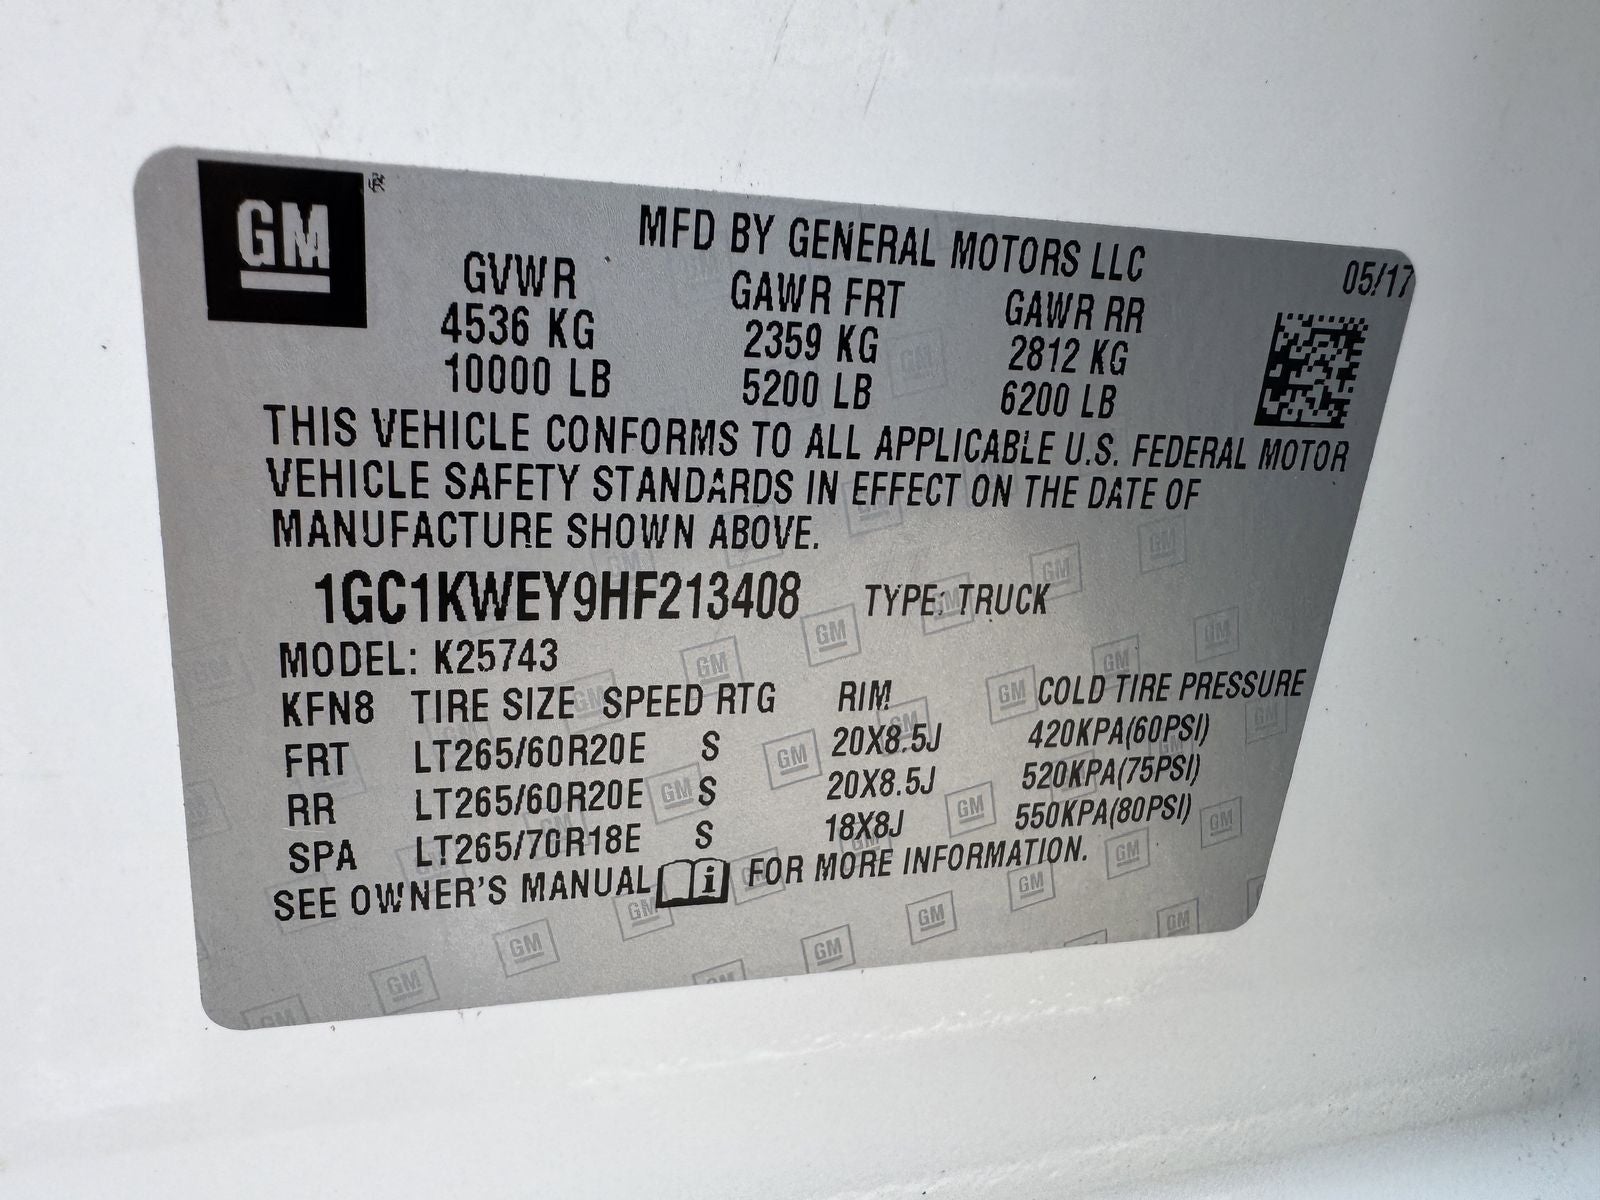 GM
MFD BY GENERAL MOTORS LLC
05/17
GVWR GAWR FRT GAWR RR
4536 KG 2359 KG 2812 KG
10000 LB 5200 LB 6200 LB
THIS VEHICLE CONFORMS TO ALL APPLICABLE U.S. FEDERAL MOTOR
VEHICLE SAFETY STANDARDS IN EFFECT ON THE DATE OF
MANUFACTURE SHOWN ABOVE.
1GC1KWEY9HF213408 TYPE: TRUCK
MODEL: K25743
KFN8 TIRE SIZE SPEED RTG RIM COLD TIRE PRESSURE
FRT LT265/60R20E S 20X8.5J 420KPA(60PSI)
RR LT265/60R20E S 20X8.5J 520KPA(75PSI)
SPA LT265/70R18E S 18X8J 550KPA(80PSI)
SEE OWNER'S MANUAL i FOR MORE INFORMATION.